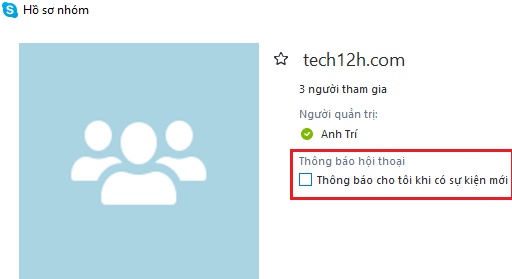 Hồ sơ nhóm
tech12h.com
3 người tham gia
Người quản trị:
Anh Trí
Thông báo hội thoại
Thông báo cho tôi khi có sự kiện mới